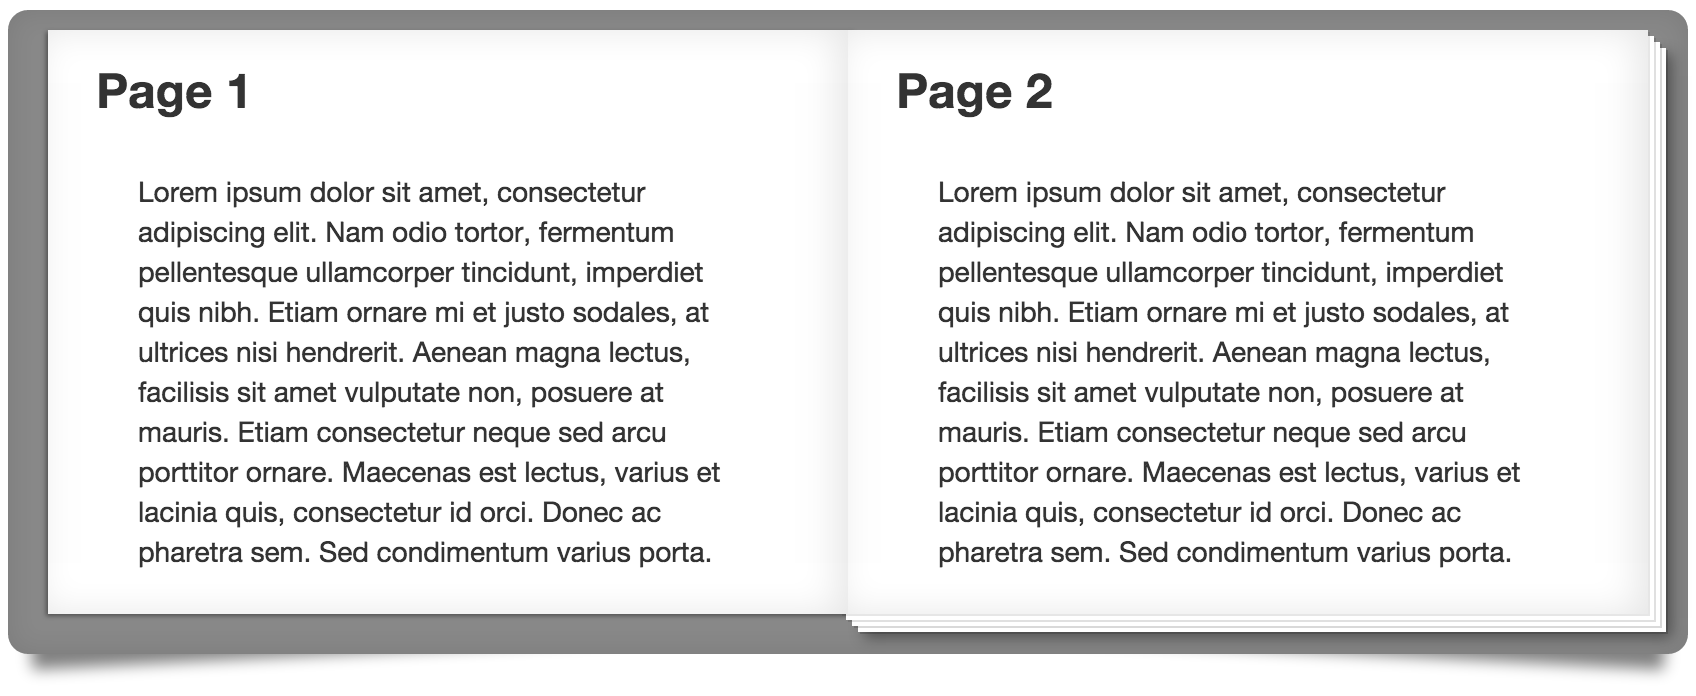 Page 1
Lorem ipsum dolor sit amet, consectetur
adipiscing elit. Nam odio tortor, fermentum
pellentesque ullamcorper tincidunt, imperdiet
quis nibh. Etiam ornare mi et justo sodales, at
ultrices nisi hendrerit. Aenean magna lectus,
facilisis sit amet vulputate non, posuere at
mauris. Etiam consectetur neque sed arcu
porttitor ornare. Maecenas est lectus, varius et
lacinia quis, consectetur id orci. Donec ac
pharetra sem. Sed condimentum varius porta.
Page 2
Lorem ipsum dolor sit amet, consectetur
adipiscing elit. Nam odio tortor, fermentum
pellentesque ullamcorper tincidunt, imperdiet
quis nibh. Etiam ornare mi et justo sodales, at
ultrices nisi hendrerit. Aenean magna lectus,
facilisis sit amet vulputate non, posuere at
mauris. Etiam consectetur neque sed arcu
porttitor ornare. Maecenas est lectus, varius et
lacinia quis, consectetur id orci. Donec ac
pharetra sem. Sed condimentum varius porta.